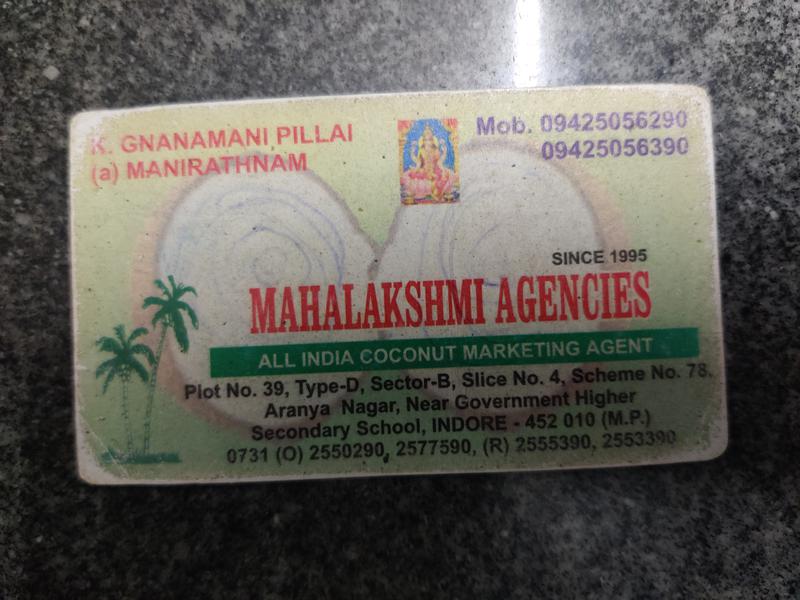 K. GNANAMANI PILLAI
(a) MANIRATHNAM
Mob. 09425056290
09425056390
SINCE 1995
MAHALAKSHMI AGENCIES
ALL INDIA COCONUT MARKETING AGENT
Plot No. 39, Type-D, Sector-B, Slice No. 4, Scheme No. 78,
Aranya Nagar, Near Government Higher
Secondary School, INDORE - 452 010 (M.P.)
0731 (O) 2550290, 2577590, (R) 2555390, 2553390